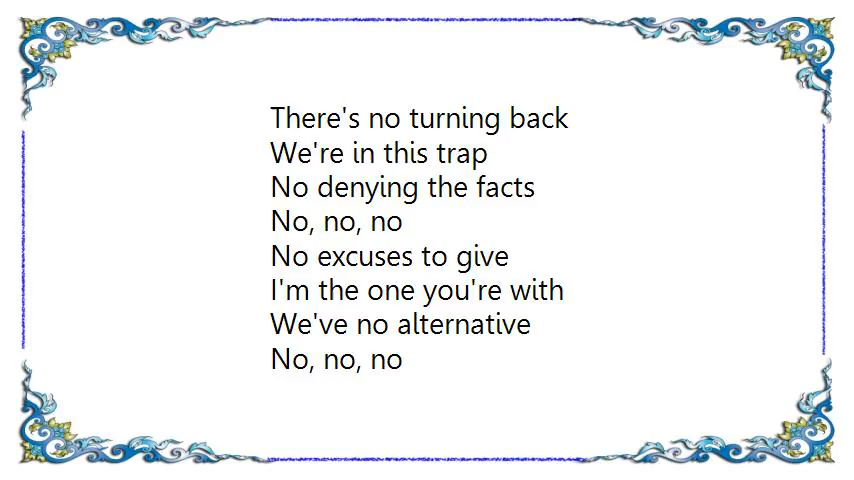 There's no turning back
We're in this trap
No denying the facts
No, no, no
No excuses to give
I'm the one you're with
We've no alternative
No, no, no